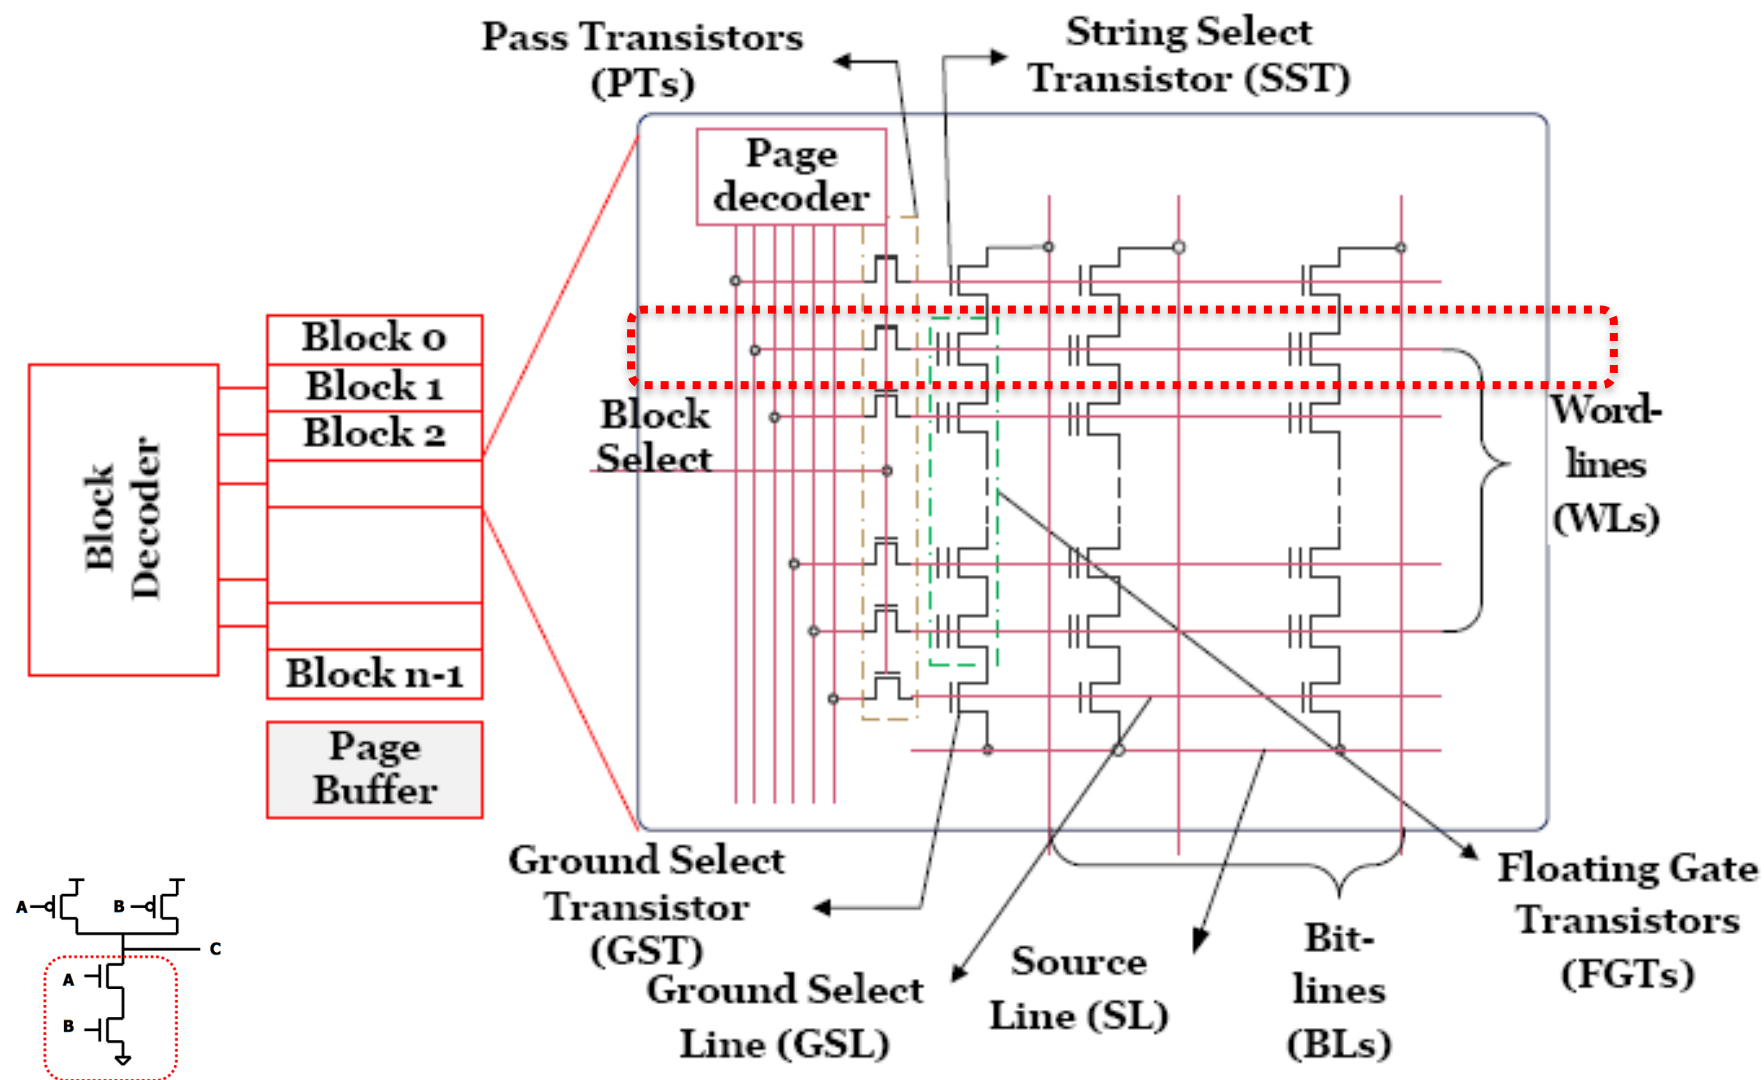 Pass Transistors
(PTs)
String Select
Transistor (SST)
Page
decoder
Block 0
Block 1
Block 2
Block n-1
Block
Decoder
Page
Buffer
Block
Select
Word-
lines
(WLs)
Ground Select
Transistor
(GST)
Ground Select
Line (GSL)
Source
Line (SL)
Bit-
lines
(BLs)
Floating Gate
Transistors
(FGTs)
A
B
C
A
B